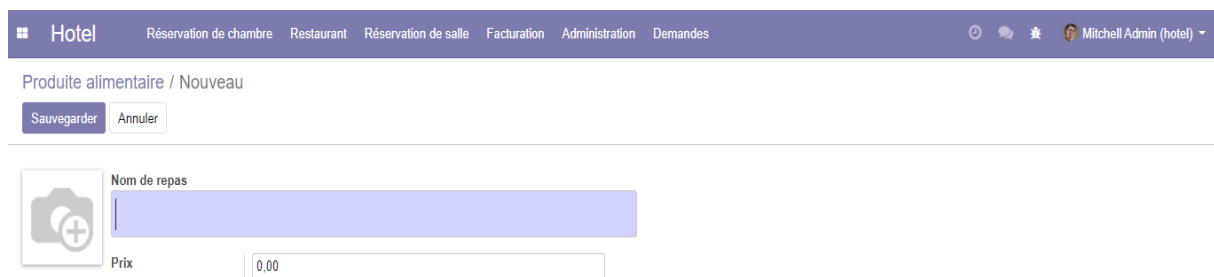 Hotel Réservation de chambre Restaurant Réservation de salle Facturation Administration Demandes Mitchell Admin (hotel)
Produite alimentaire / Nouveau
Sauvegarder Annuler
Nom de repas
Prix 0,00